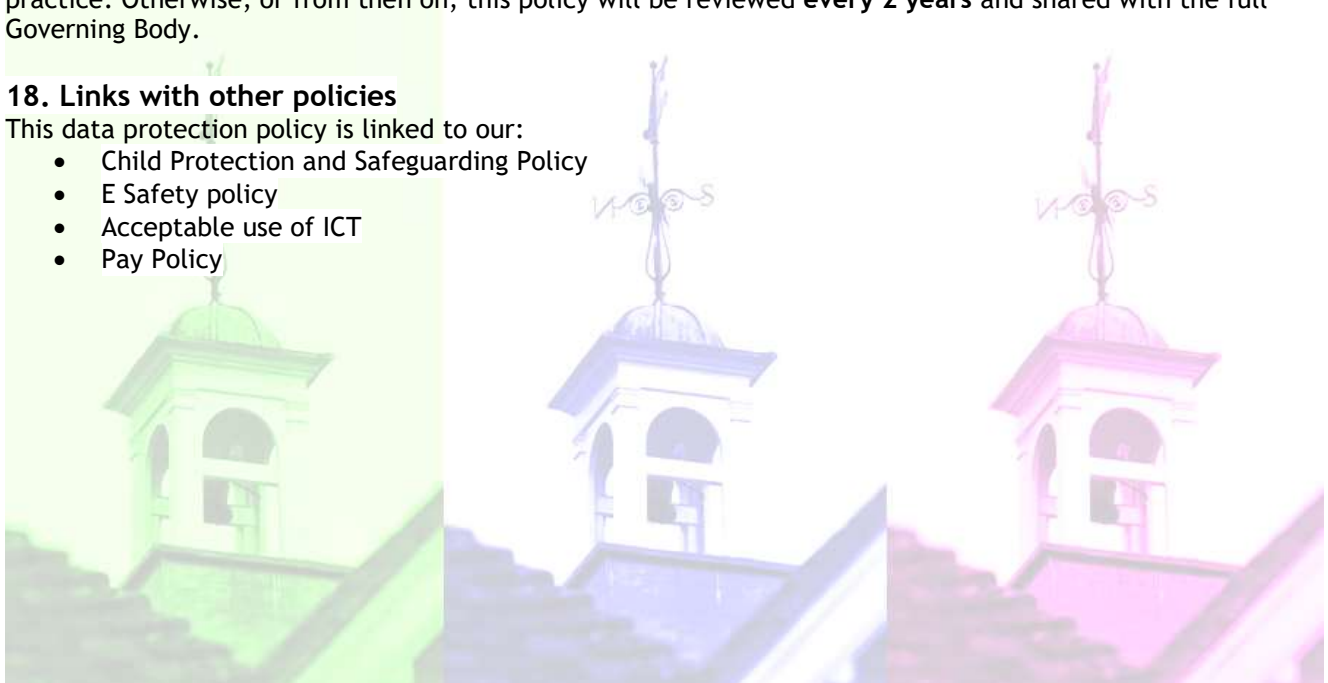 practice. Otherwise, or from then on, this policy will be reviewed every 2 years and shared with the full
Governing Body.
18. Links with other policies
This data protection policy is linked to our:
• Child Protection and Safeguarding Policy
• E Safety policy
• Acceptable use of ICT
• Pay Policy
N S
N S